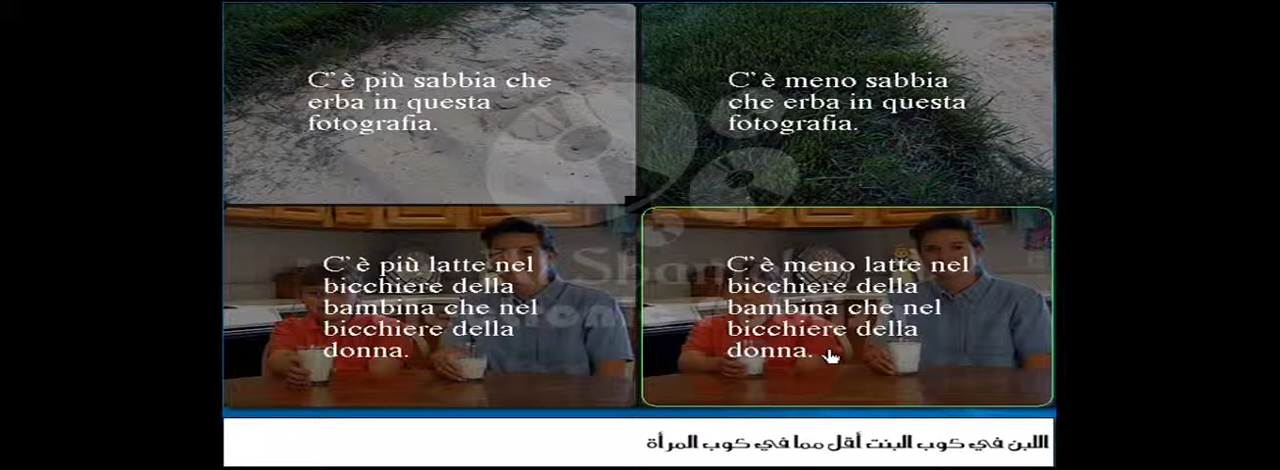 C'è più sabbia che
erba in questa
fotografia.
C'è meno sabbia
che erba in questa
fotografia.
C'è più latte nel
bicchiere della
bambina che nel
bicchiere della
donna.
C'è meno latte nel
bicchiere della
bambina che nel
bicchiere della
donna.
اللبن في كوب البنت أقل مما في كوب المرأة